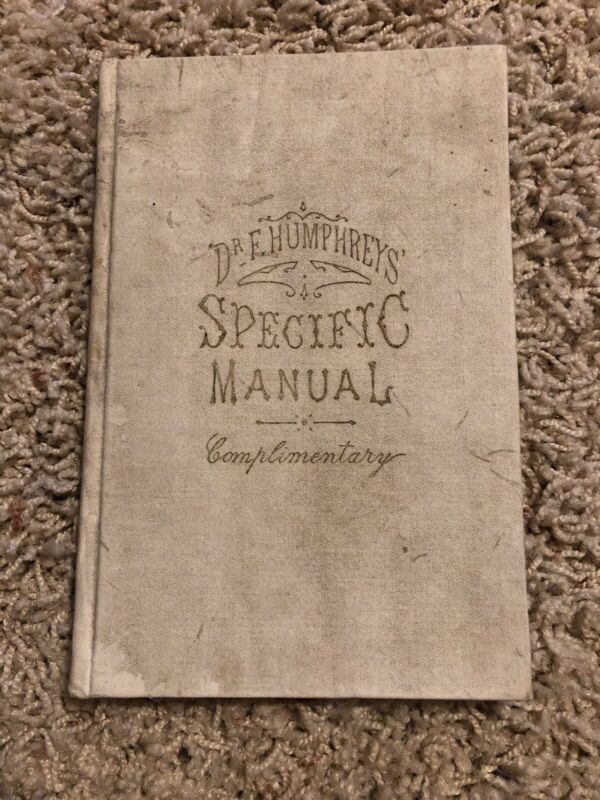 DR F. HUMPHREYS'
SPECIFIC
MANUAL
Complimentary